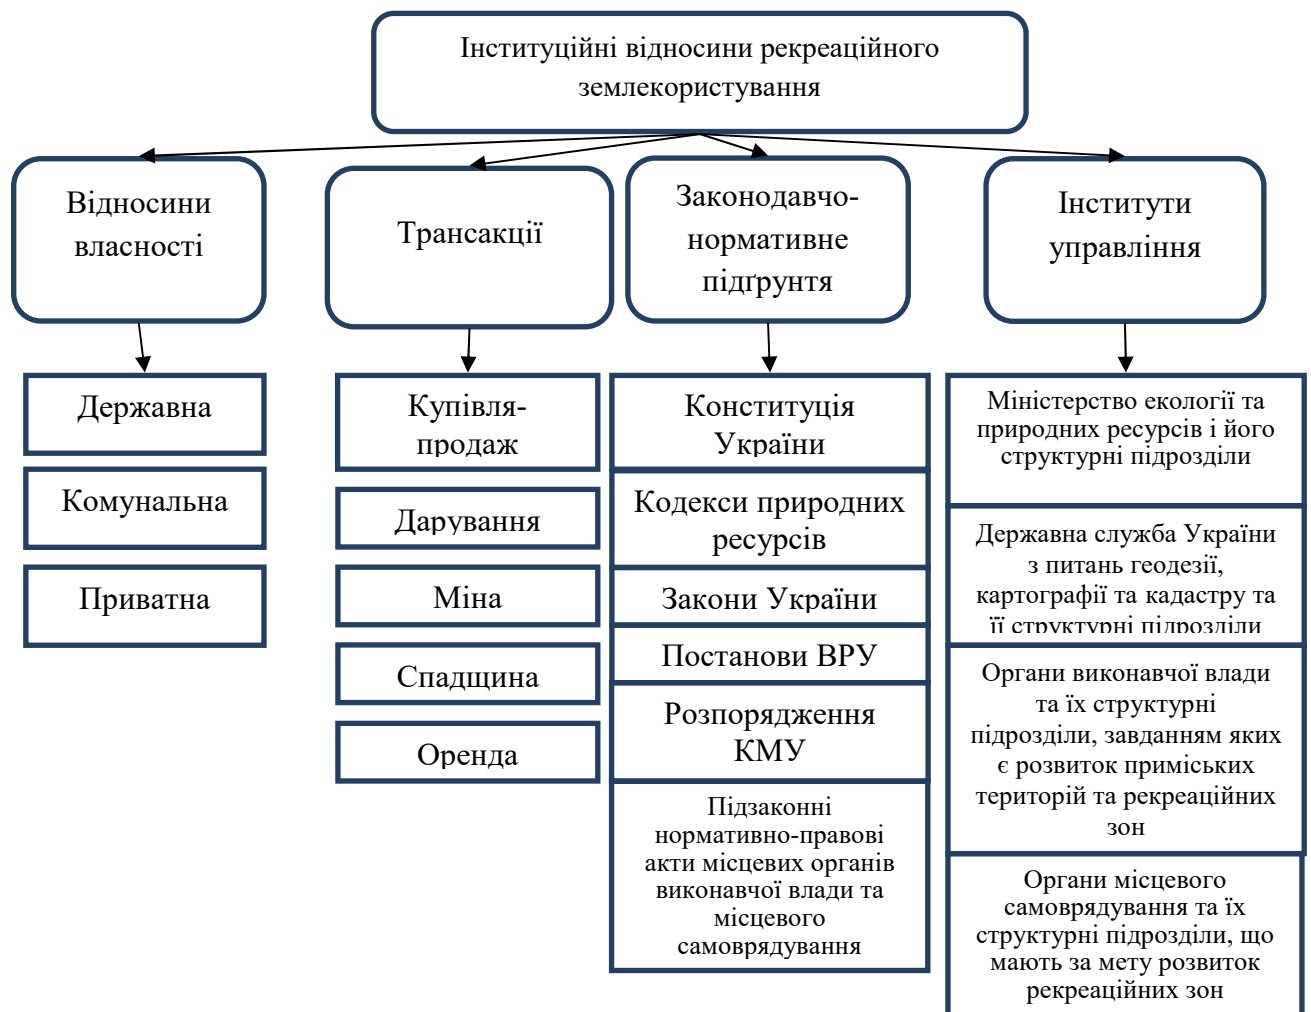 Інституційні відносини рекреаційного
землекористування
Відносини
власності
Трансакції
Законодавчо-
нормативне
підґрунтя
Інститути
управління
Державна
Комунальна
Приватна
Купівля-
продаж
Дарування
Міна
Спадщина
Оренда
Конституція
України
Кодекси природних
ресурсів
Закони України
Постанови ВРУ
Розпорядження
КМУ
Підзаконні
нормативно-правові
акти місцевих органів
виконавчої влади та
місцевого
самоврядування
Міністерство екології та
природних ресурсів і його
структурні підрозділи
Державна служба України
з питань геодезії,
картографії та кадастру та
її структурні підрозділи
Органи виконавчої влади
та їх структурні
підрозділи, завданням яких
є розвиток приміських
територій та рекреаційних
зон
Органи місцевого
самоврядування та їх
структурні підрозділи, що
мають за мету розвиток
рекреаційних зон